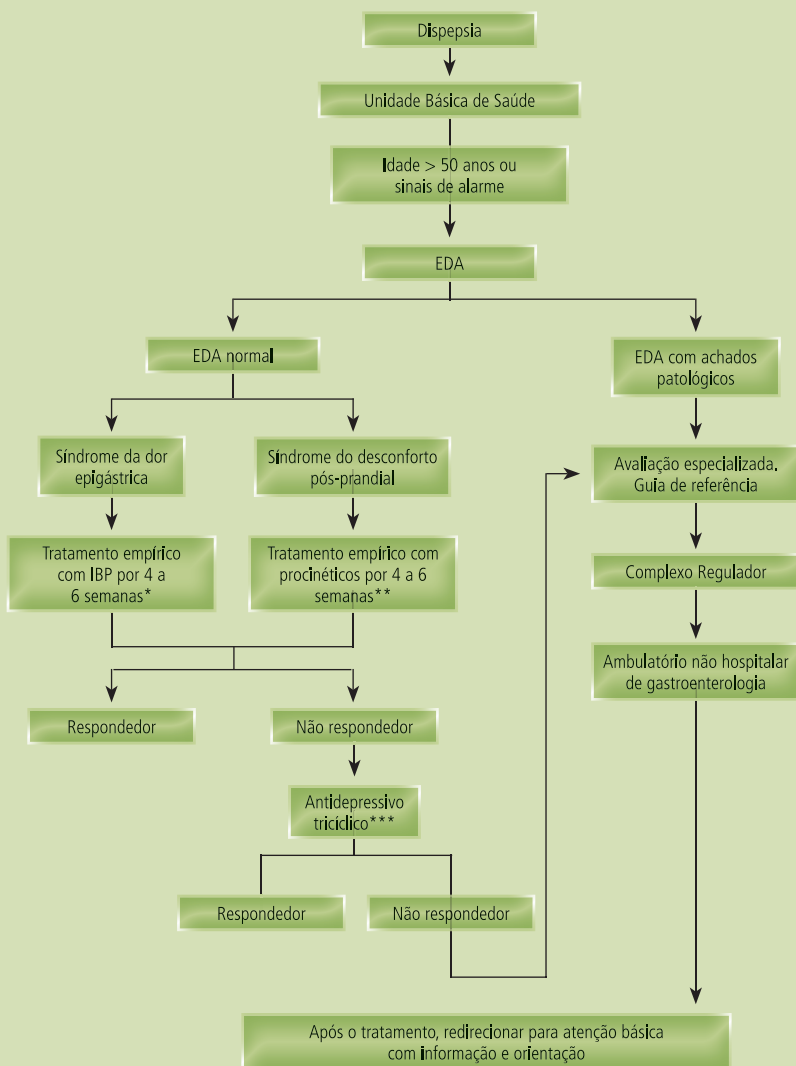 Dispepsia
Unidade Básica de Saúde
Idade > 50 anos ou
sinais de alarme
EDA
EDA normal
EDA com achados
patológicos
Síndrome da dor
epigástrica
Síndrome do desconforto
pós-prandial
Avaliação especializada.
Guia de referência
Tratamento empírico
com IBP por 4 a
6 semanas*
Tratamento empírico com
procinéticos por 4 a 6
semanas**
Complexo Regulador
Ambulatório não hospitalar
de gastroenterologia
Respondedor
Não respondedor
Antidepressivo
tricíclico***
Respondedor
Não respondedor
Após o tratamento, redirecionar para atenção básica
com informação e orientação